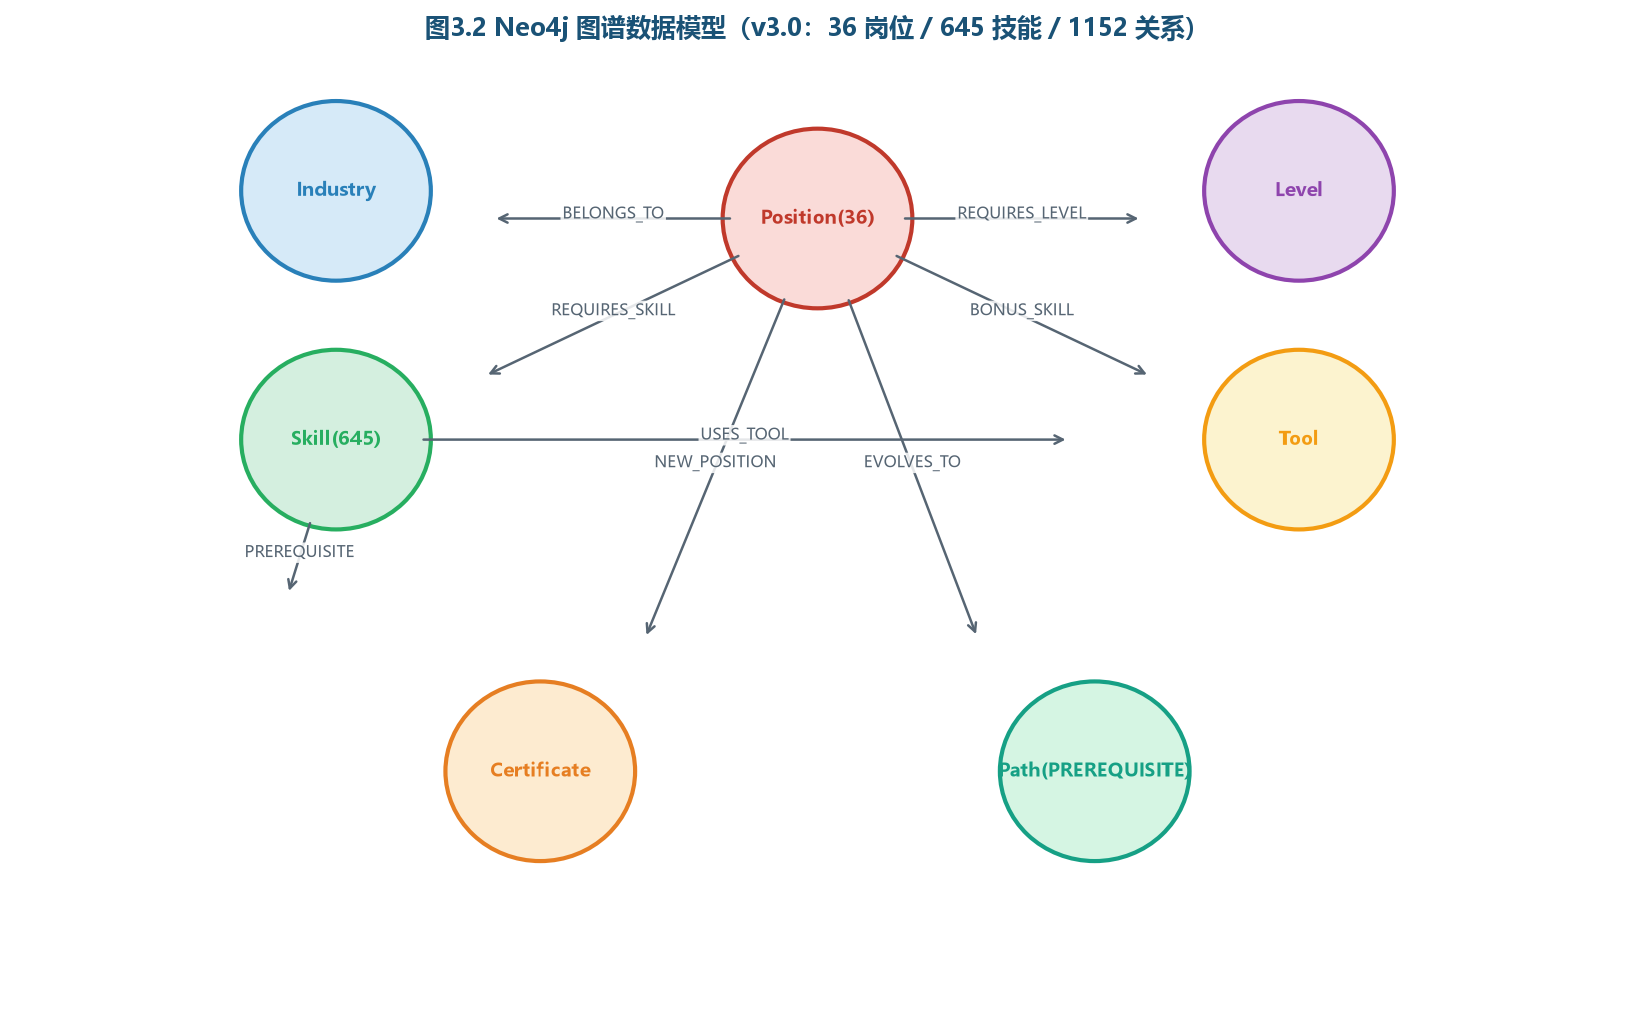 图3.2 Neo4j 图谱数据模型（v3.0：36 岗位 / 645 技能 / 1152 关系）
Industry
Position(36)
Level
BELONGS_TO
REQUIRES_LEVEL
REQUIRES_SKILL
BONUS_SKILL
Skill(645)
USES_TOOL
Tool
NEW_POSITION
EVOLVES_TO
PREREQUISITE
Certificate
Path(PREREQUISITE)